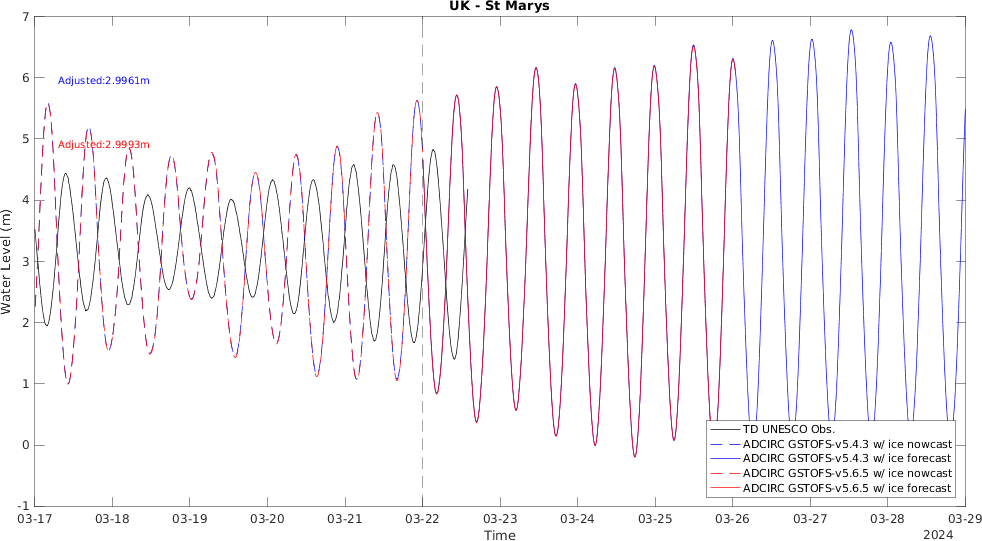 UK - St Marys
7
6
5
4
3
2
1
0
-1
Water Level (m)
Adjusted:2.9961m
Adjusted:2.9993m
TD UNESCO Obs.
ADCIRC GSTOFS-v5.4.3 w/ ice nowcast
ADCIRC GSTOFS-v5.4.3 w/ ice forecast
ADCIRC GSTOFS-v5.6.5 w/ ice nowcast
ADCIRC GSTOFS-v5.6.5 w/ ice forecast
03-17 03-18 03-19 03-20 03-21 03-22 03-23 03-24 03-25 03-26 03-27 03-28 03-29
Time
2024